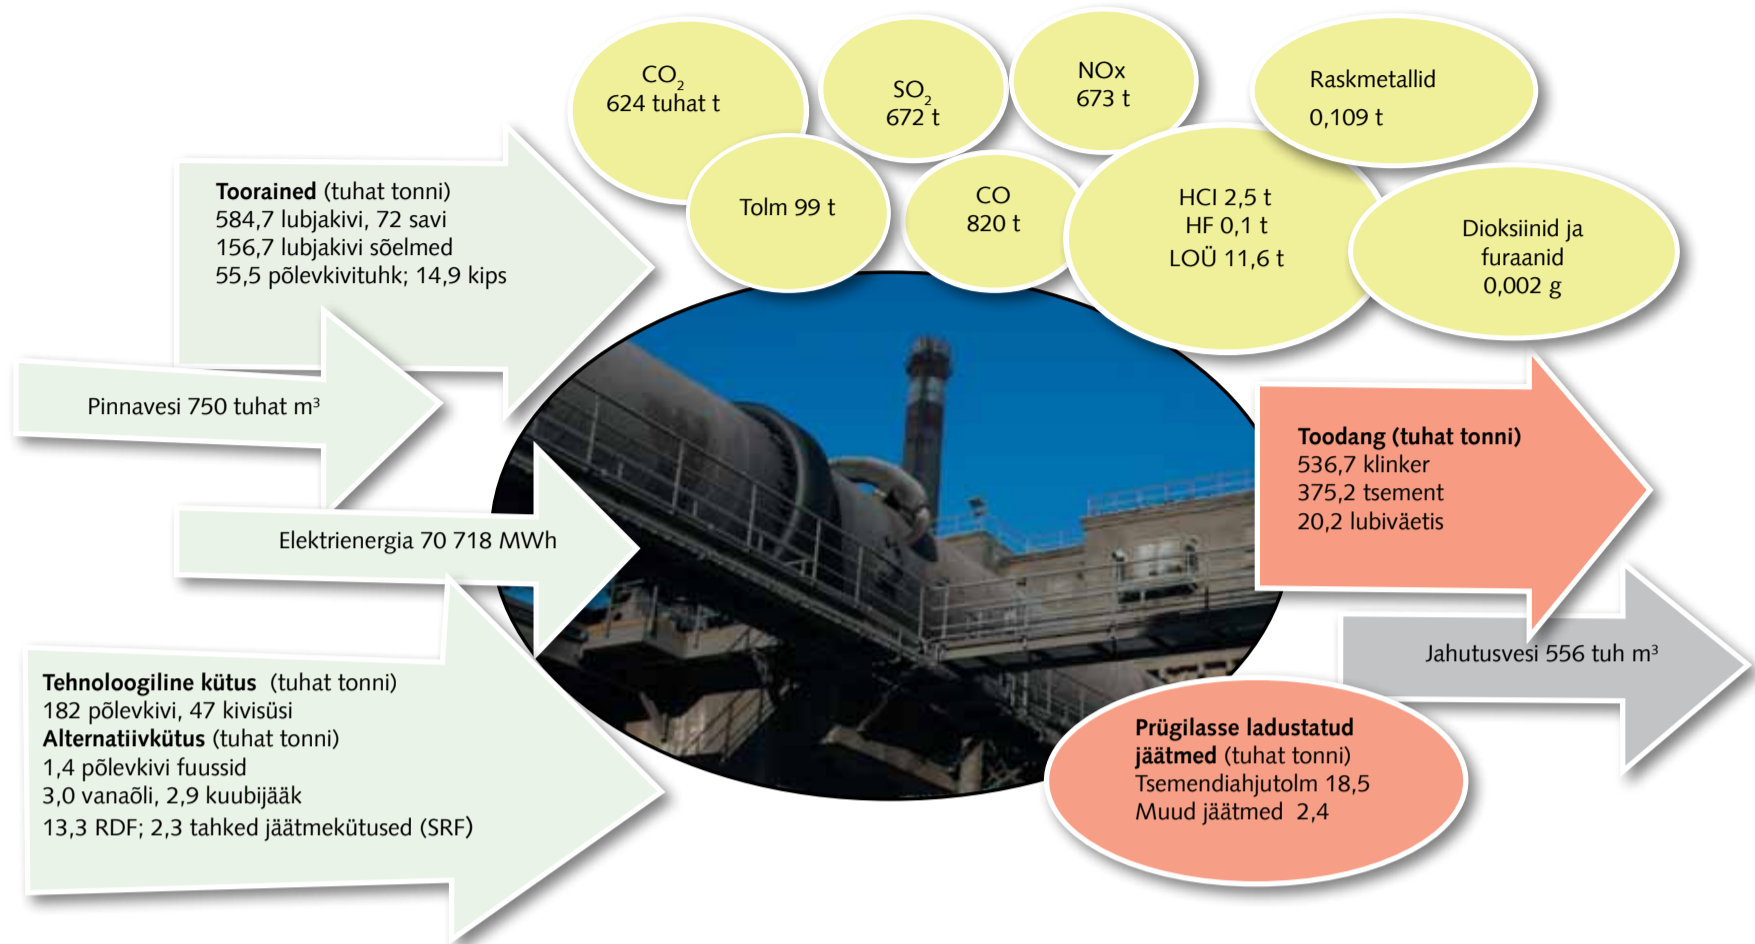 CO₂
624 tuhat t
SO₂
672 t
NOx
673 t
Raskmetallid
0,109 t
Tolm 99 t
CO
820 t
HCl 2,5 t
HF 0,1 t
LOÜ 11,6 t
Dioksiinid ja
furaanid
0,002 g
Toorained (tuhat tonni)
584,7 lubjakivi, 72 savi
156,7 lubjakivi sõelmed
55,5 põlevkivituhk; 14,9 kips
Pinnavesi 750 tuhat m³
Elektrienergia 70 718 MWh
Tehnoloogiline kütus (tuhat tonni)
182 põlevkivi, 47 kivisüsi
Alternatiivkütus (tuhat tonni)
1,4 põlevkivi fuussid
3,0 vanaõli, 2,9 kuubijääk
13,3 RDF; 2,3 tahked jäätmekütused (SRF)
Toodang (tuhat tonni)
536,7 klinker
375,2 tsement
20,2 lubiväetis
Jahutusvesi 556 tuh m³
Prügilasse ladustatud
jäätmed (tuhat tonni)
Tsemendiahjutolm 18,5
Muud jäätmed 2,4